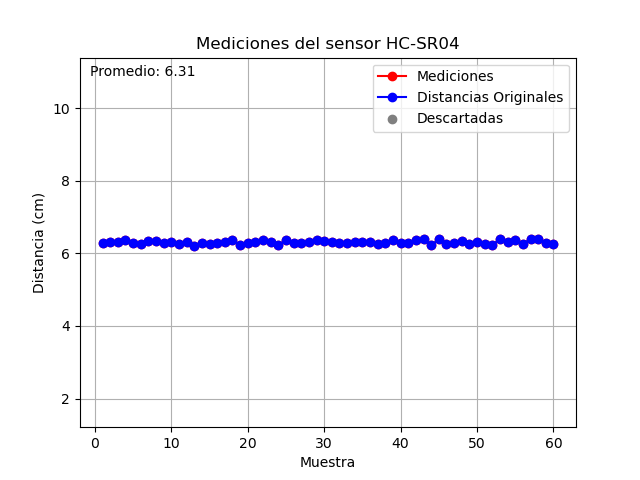 Mediciones del sensor HC-SR04
Promedio: 6.31
Mediciones
Distancias Originales
Descartadas
Distancia (cm)
10
8
6
4
2
0 10 20 30 40 50 60
Muestra